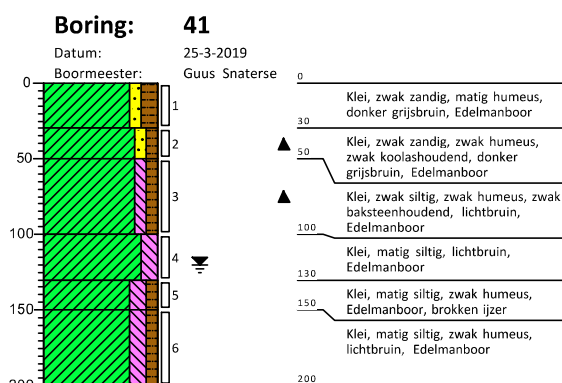 Boring: 41
Datum: 25-3-2019
Boormeester: Guus Snaterse
0
50
100
150
200
1
2
3
4
5
6
0
Klei, zwak zandig, matig humeus,
donker grijsbruin, Edelmanboor
30
Klei, zwak zandig, zwak humeus,
50
zwak koolashoudend, donker
grijsbruin, Edelmanboor
Klei, zwak siltig, zwak humeus, zwak
baksteenhoudend, lichtbruin,
Edelmanboor
100
Klei, matig siltig, lichtbruin,
Edelmanboor
130
Klei, matig siltig, zwak humeus,
Edelmanboor, brokken ijzer
150
Klei, matig siltig, zwak humeus,
lichtbruin, Edelmanboor
200